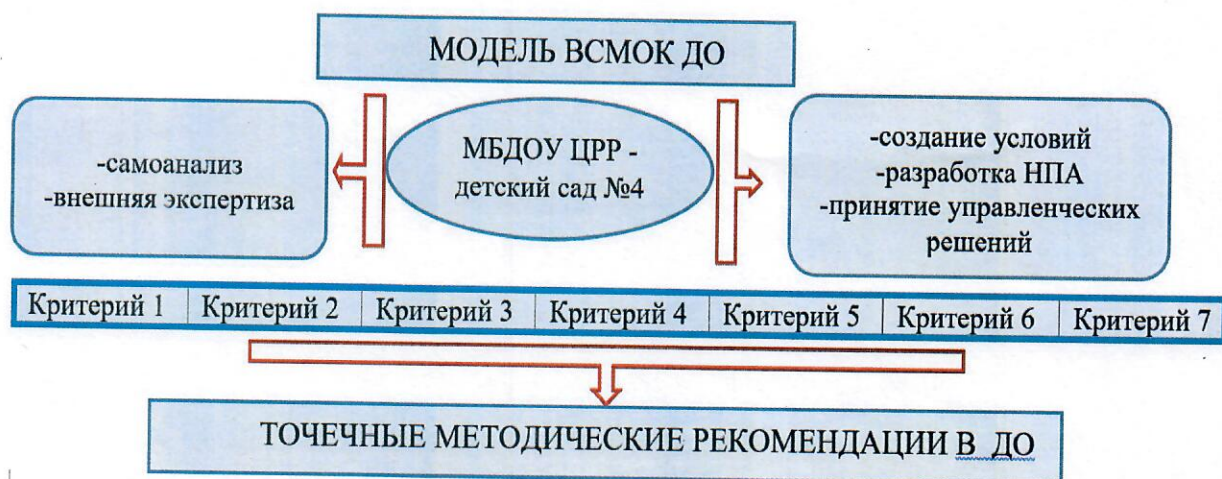 МОДЕЛЬ ВСМОК ДО
-самоанализ
-внешняя экспертиза
МБДОУ ЦРР -
детский сад №4
-создание условий
-разработка НПА
-принятие управленческих
решений
Критерий 1 Критерий 2 Критерий 3 Критерий 4 Критерий 5 Критерий 6 Критерий 7
ТОЧЕЧНЫЕ МЕТОДИЧЕСКИЕ РЕКОМЕНДАЦИИ В ДО